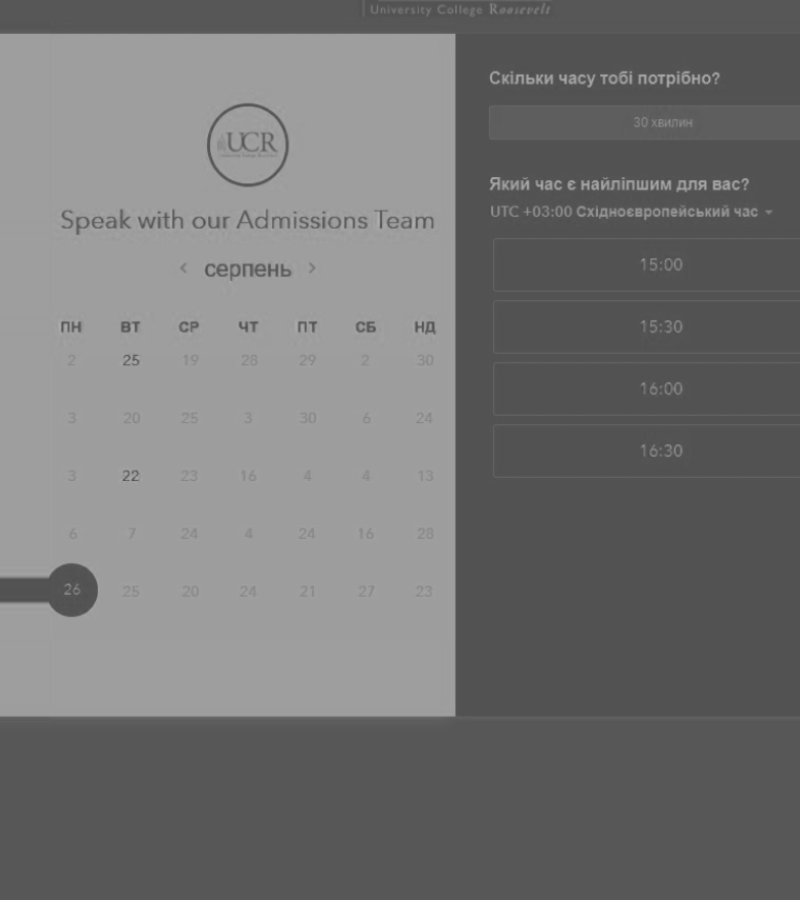 University College Roosevelt
UCR
Speak with our Admissions Team
< серпень >
ПН ВТ СР ЧТ ПТ СБ НД
2 25 19 28 29 2 30
3 20 25 3 30 6 24
3 22 23 16 4 4 13
6 7 24 4 24 16 28
26 25 20 24 21 27 23
Скільки часу тобі потрібно?
30 хвилин
Який час є найліпшим для вас?
UTC +03:00 Східноєвропейський час
15:00
15:30
16:00
16:30